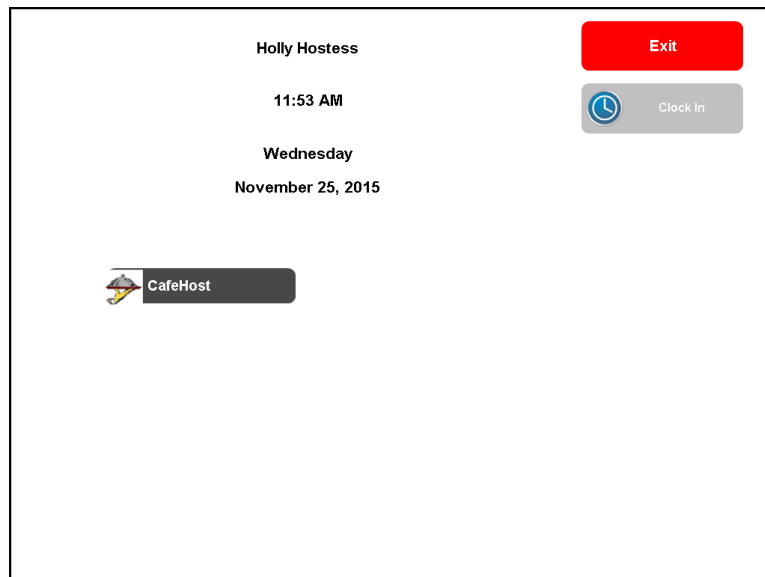 Holly Hostess
Exit
11:53 AM
Clock In
Wednesday
November 25, 2015
CafeHost